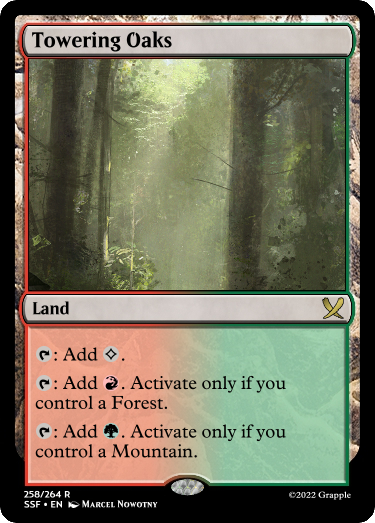 Towering Oaks
Land
: Add .
: Add . Activate only if you
control a Forest.
: Add . Activate only if you
control a Mountain.
258/264 R
SSF • EN Marcel Nowotny
©2022 Grapple